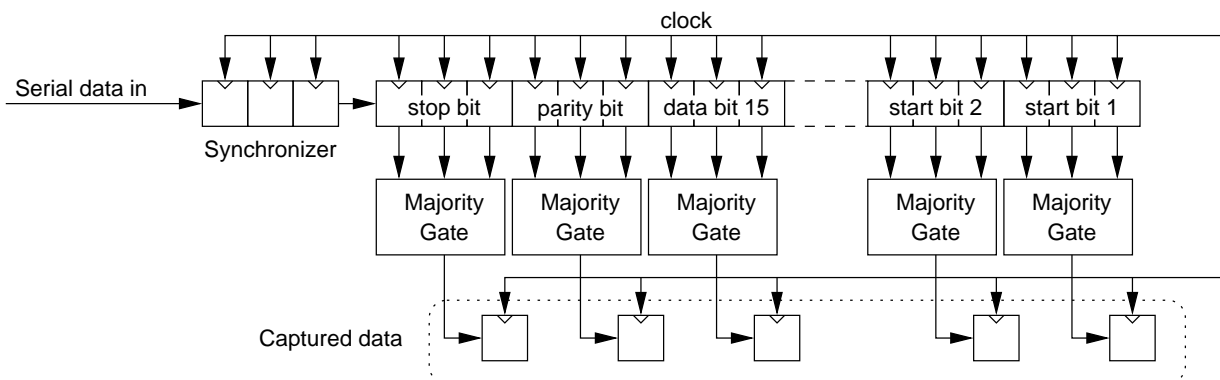 clock
Serial data in
stop bit
parity bit
data bit 15
start bit 2
start bit 1
Synchronizer
Majority
Gate
Majority
Gate
Majority
Gate
Majority
Gate
Majority
Gate
Captured data